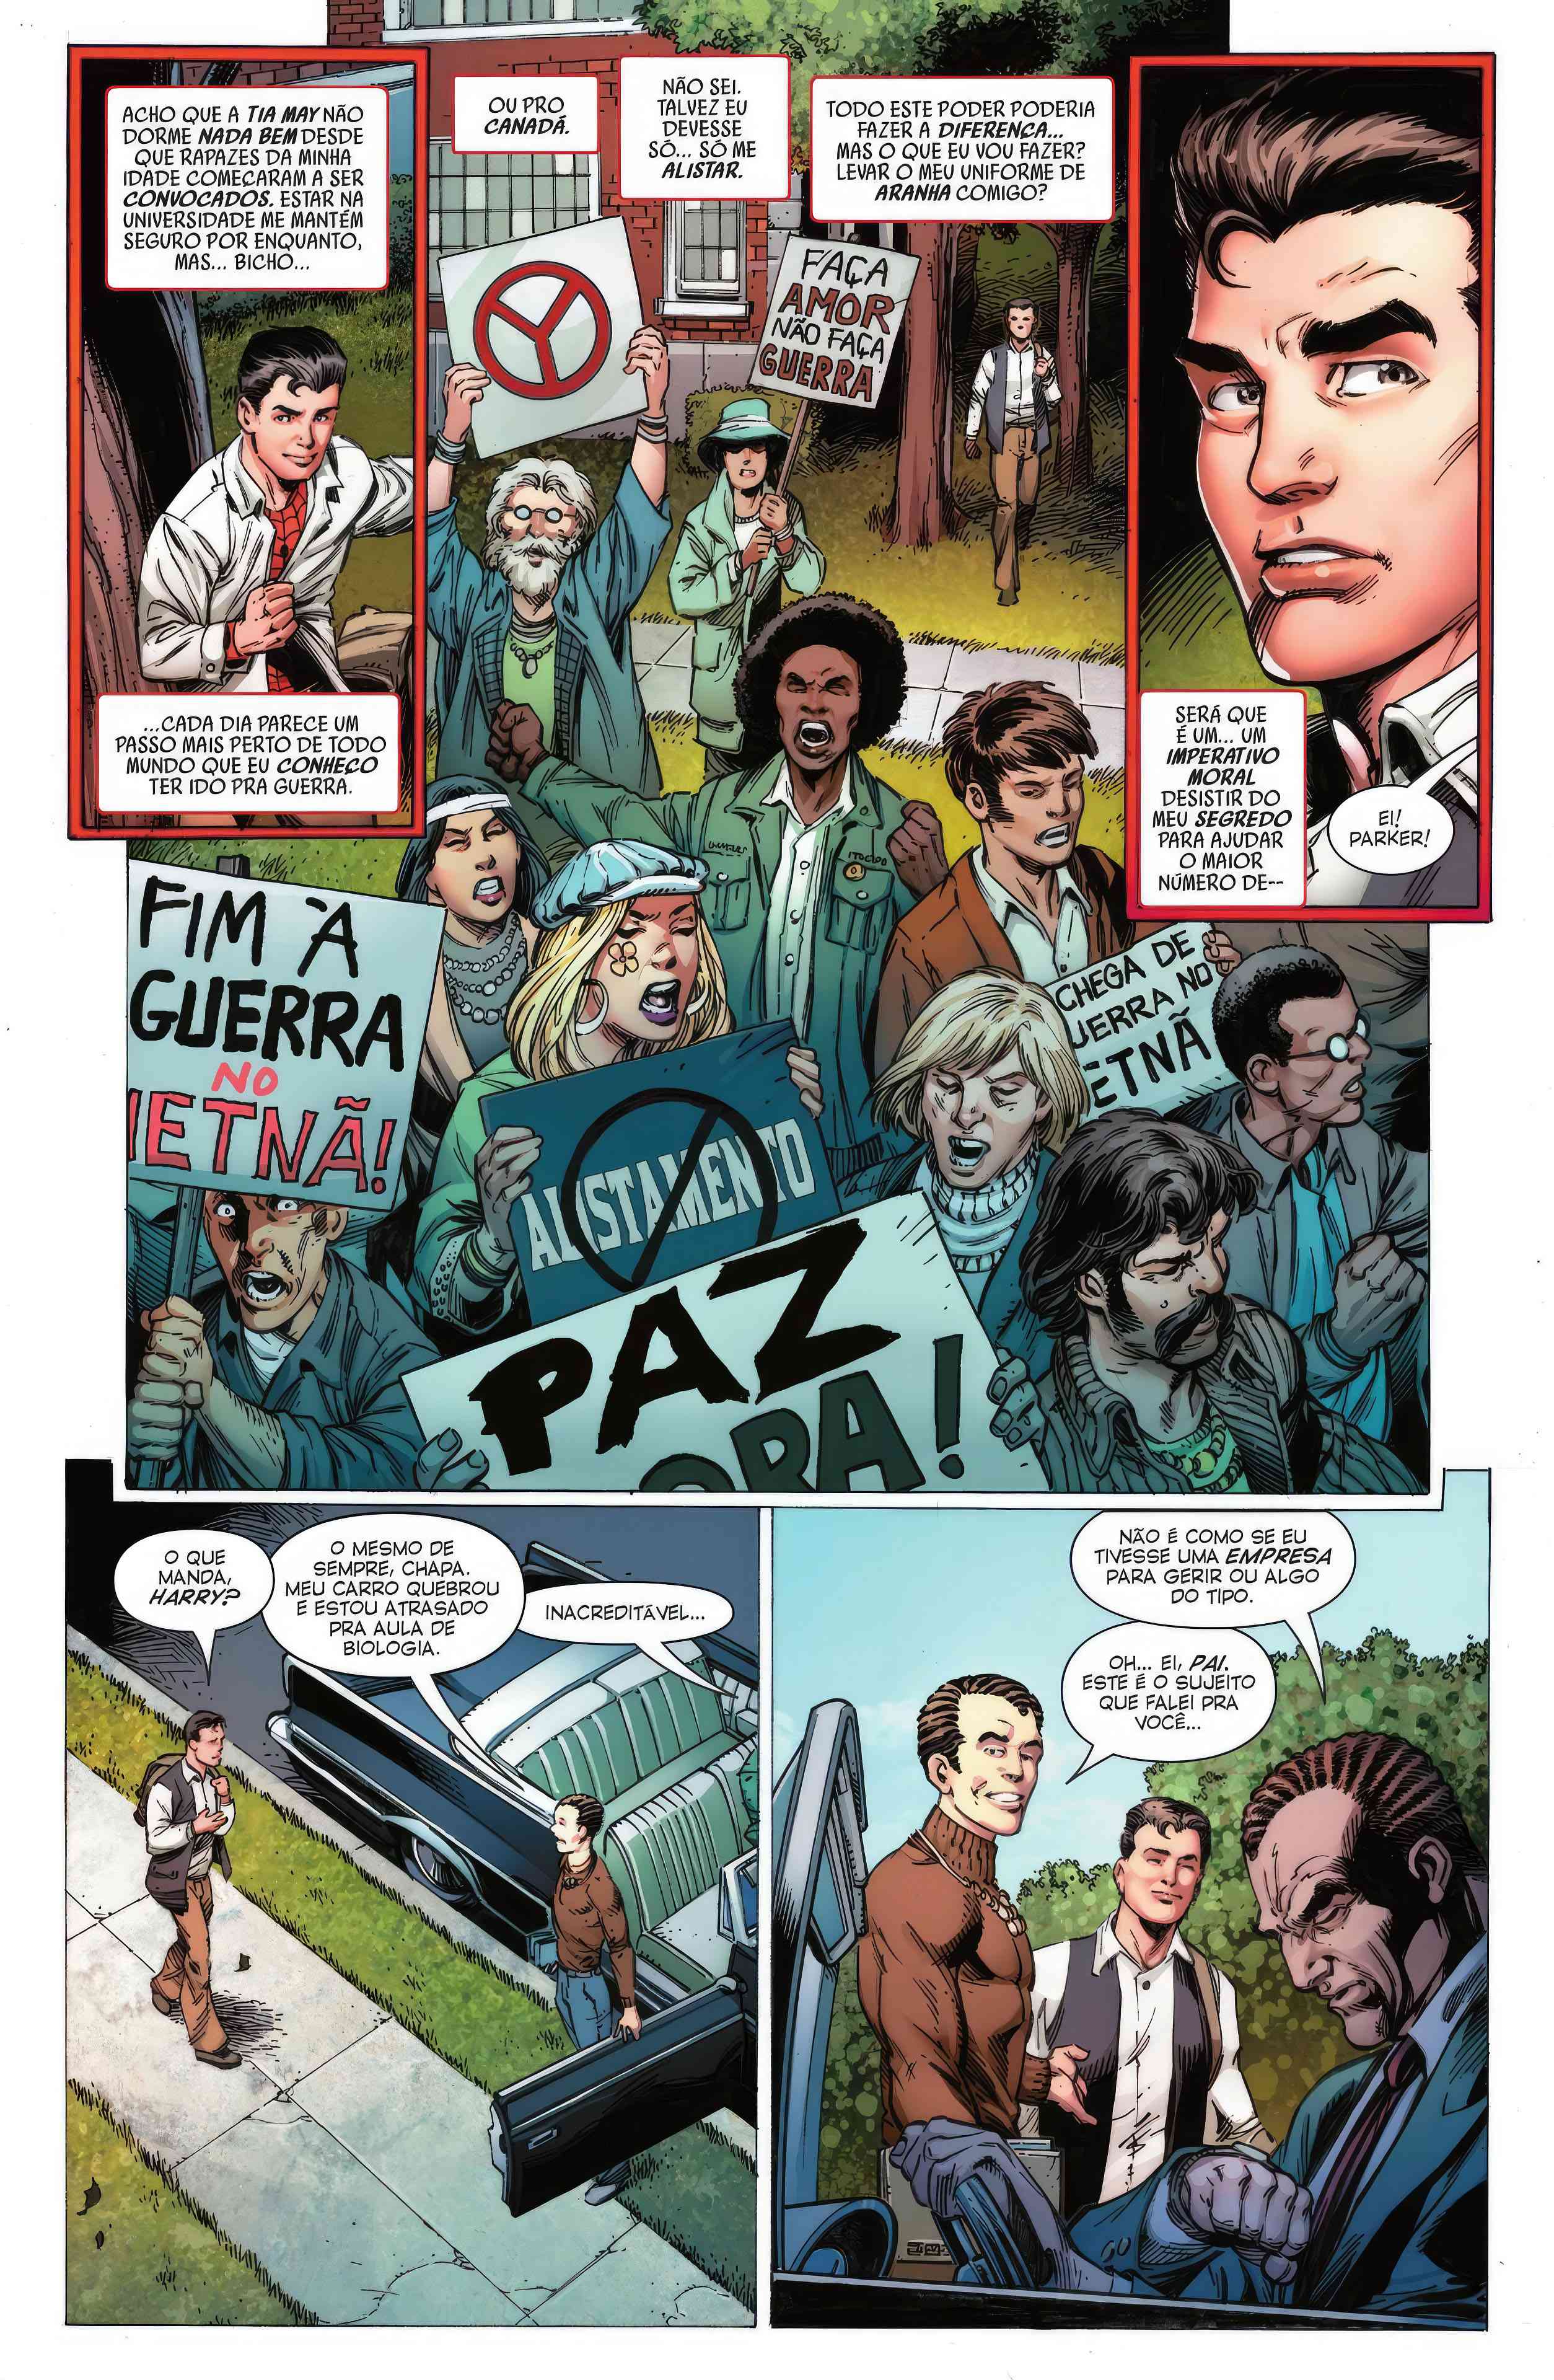 ACHO QUE A TIA MAY NÃO
DORME NADA BEM DESDE
QUE RAPAZES DA MINHA
IDADE COMEÇARAM A SER
CONVOCADOS. ESTAR NA
UNIVERSIDADE ME MANTÉM
SEGURO POR ENQUANTO,
MAS... BICHO...
...CADA DIA PARECE UM
PASSO MAIS PERTO DE TODO
MUNDO QUE EU CONHEÇO
TER IDO PRA GUERRA.
OU PRO
CANADÁ.
NÃO SEI.
TALVEZ EU
DEVESSE
SÓ... SÓ ME
ALISTAR.
TODO ESTE PODER PODERIA
FAZER A DIFERENÇA...
MAS O QUE EU VOU FAZER?
LEVAR O MEU UNIFORME DE
ARANHA COMIGO?
FAÇA
AMOR
NÃO FAÇA
GUERRA
SERÁ QUE
É UM... UM
IMPERATIVO
MORAL
DESISTIR DO
MEU SEGREDO
PARA AJUDAR
O MAIOR
NÚMERO DE--
EI!
PARKER!
FIM À
GUERRA
NO
IETNÃ!
CHEGA DE
UERRA NO
ETNÃ
ALISTAMENTO
PAZ
ORA!
O QUE
MANDA,
HARRY?
O MESMO DE
SEMPRE, CHAPA.
MEU CARRO QUEBROU
E ESTOU ATRASADO
PRA AULA DE
BIOLOGIA.
INACREDITÁVEL...
NÃO É COMO SE EU
TIVESSE UMA EMPRESA
PARA GERIR OU ALGO
DO TIPO.
OH... EI, PAI.
ESTE É O SUJEITO
QUE FALEI PRA
VOCÊ...